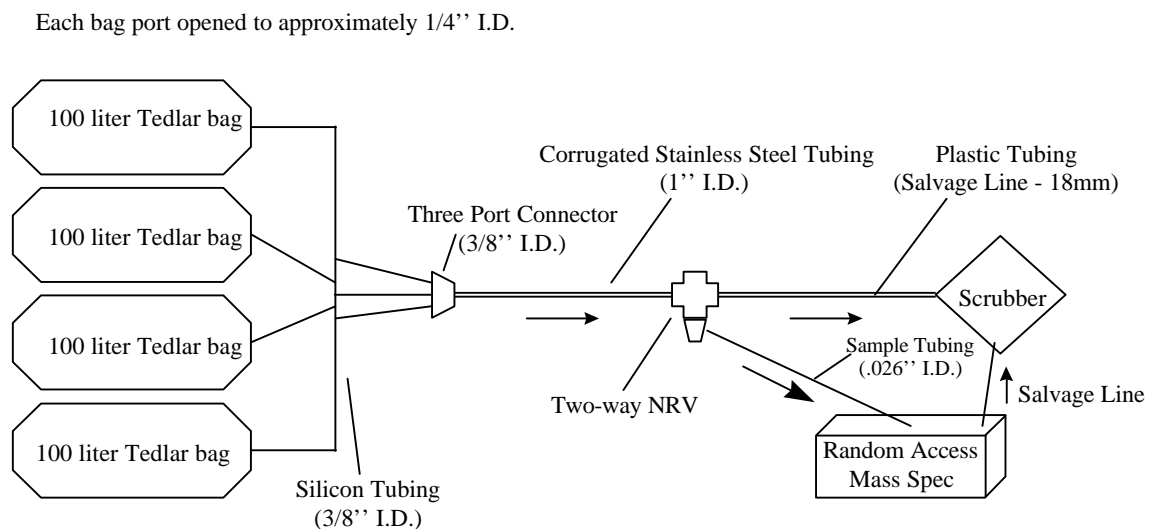 Each bag port opened to approximately 1/4’’ I.D.
100 liter Tedlar bag
100 liter Tedlar bag
100 liter Tedlar bag
100 liter Tedlar bag
Silicon Tubing
(3/8’’ I.D.)
Three Port Connector
(3/8’’ I.D.)
Corrugated Stainless Steel Tubing
(1’’ I.D.)
Two-way NRV
Plastic Tubing
(Salvage Line - 18mm)
Scrubber
Sample Tubing
(.026’’ I.D.)
Salvage Line
Random Access
Mass Spec